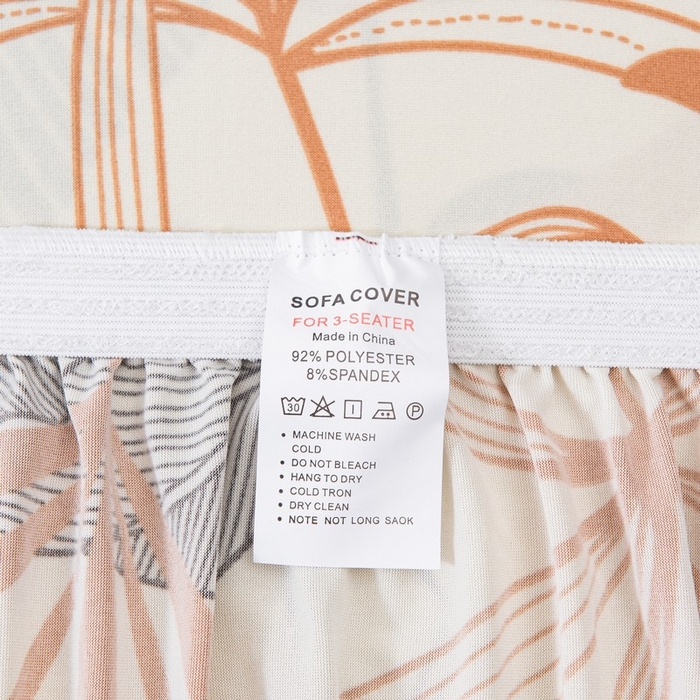 SOFA COVER
FOR 3-SEATER
Made in China
92% POLYESTER
8%SPANDEX
30 P
• MACHINE WASH
COLD
• DO NOT BLEACH
• HANG TO DRY
• COLD TRON
• DRY CLEAN
• NOTE NOT LONG SAOK